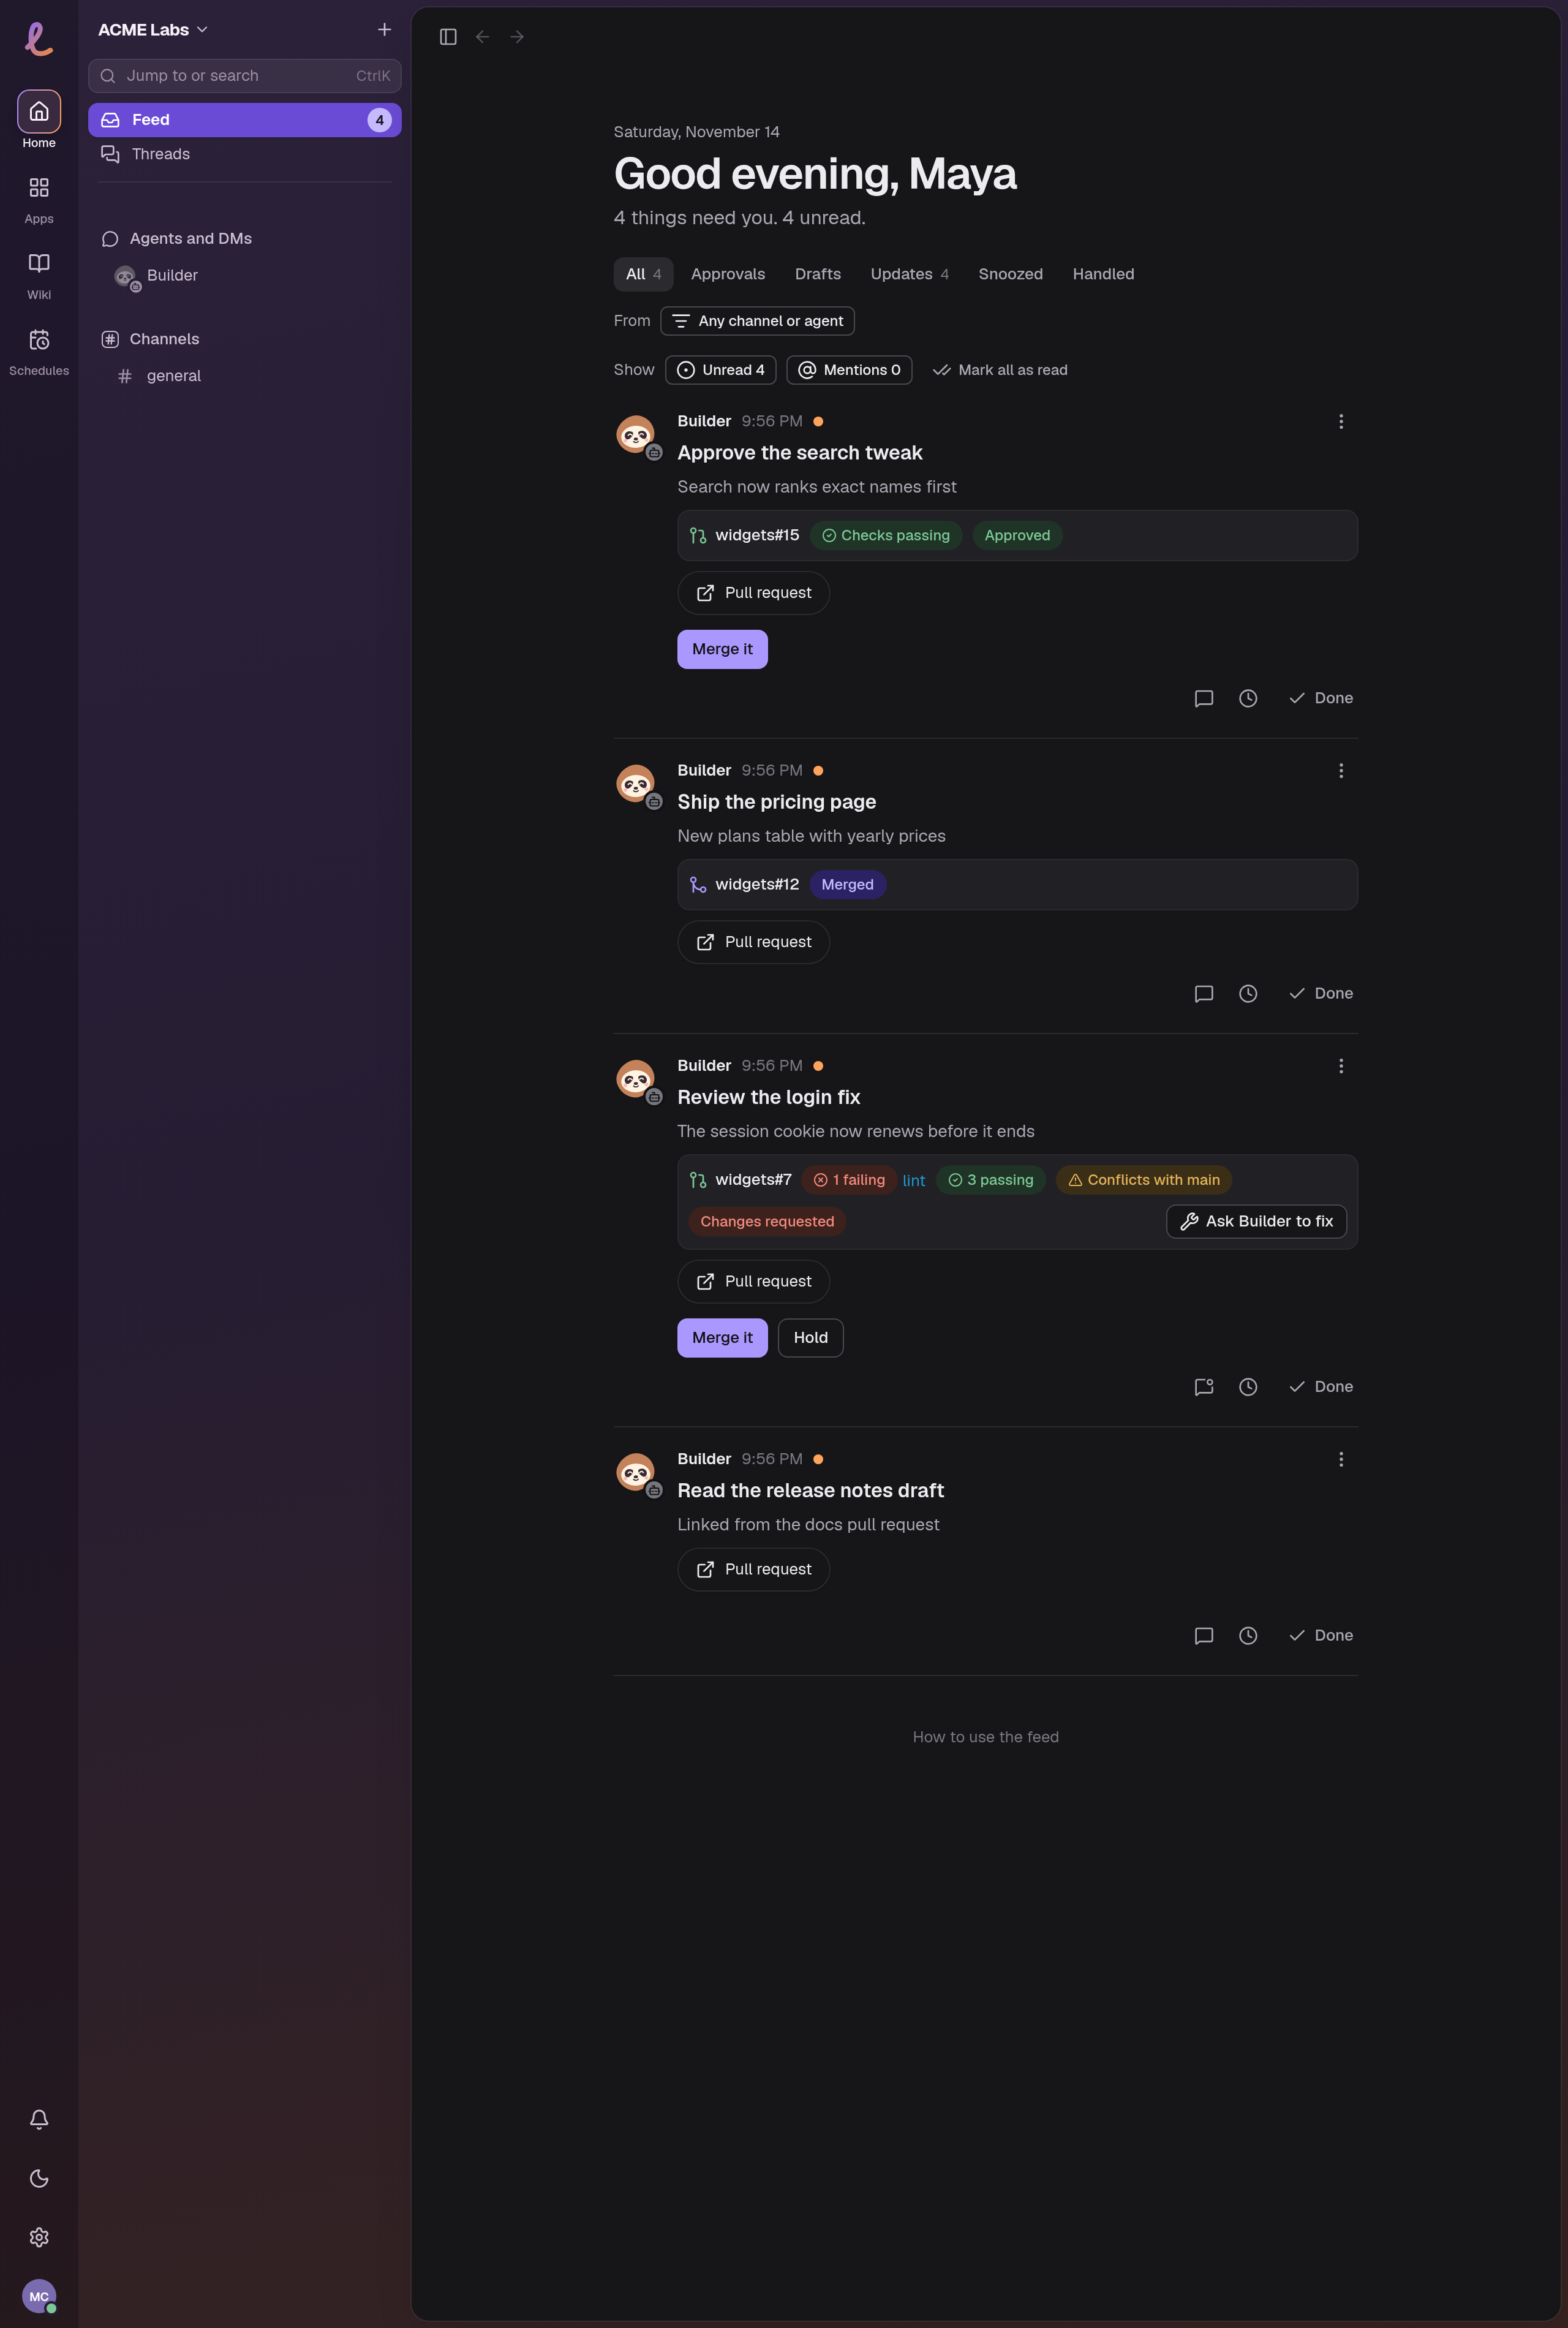 ACME Labs
Jump to or search CtrlK
Feed 4
Home
Threads
Apps
Agents and DMs
Builder
Wiki
Channels
Schedules
general
Saturday, November 14
Good evening, Maya
4 things need you. 4 unread.
All 4 Approvals Drafts Updates 4 Snoozed Handled
From Any channel or agent
Show Unread 4 Mentions 0 Mark all as read
Builder 9:56 PM
Approve the search tweak
Search now ranks exact names first
widgets#15 Checks passing Approved
Pull request
Merge it
Done
Builder 9:56 PM
Ship the pricing page
New plans table with yearly prices
widgets#12 Merged
Pull request
Done
Builder 9:56 PM
Review the login fix
The session cookie now renews before it ends
widgets#7 1 failing lint 3 passing Conflicts with main
Changes requested Ask Builder to fix
Pull request
Merge it Hold
Done
Builder 9:56 PM
Read the release notes draft
Linked from the docs pull request
Pull request
Done
How to use the feed
MC